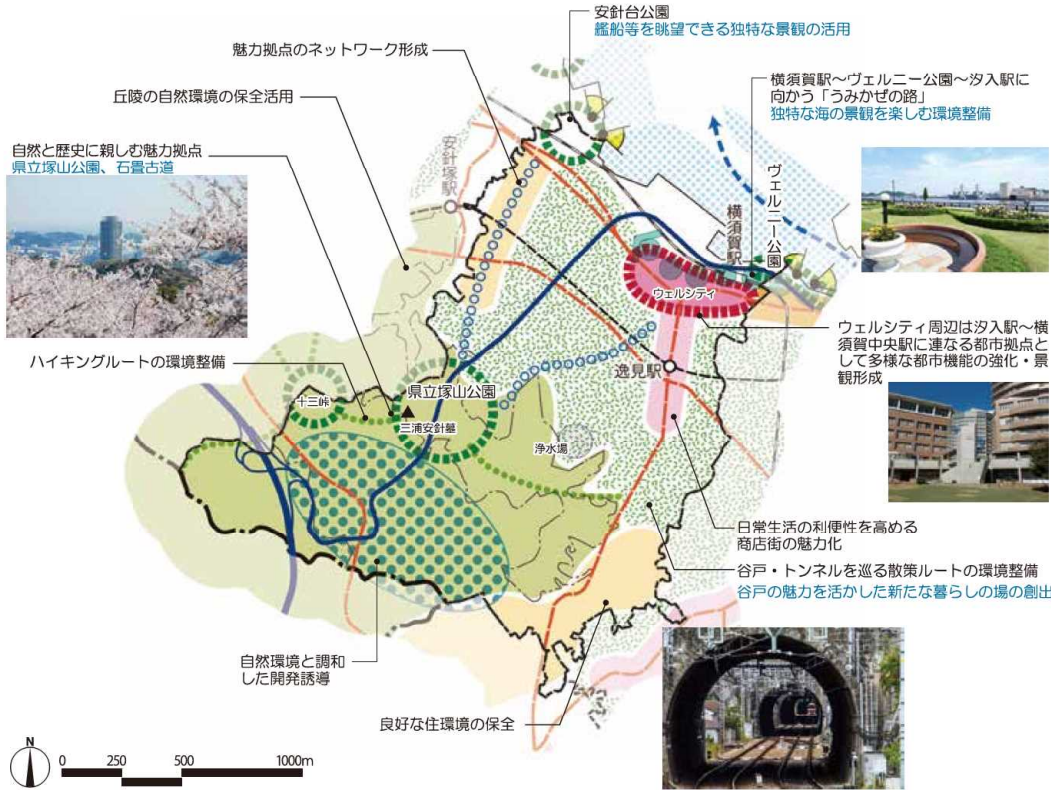 安針台公園
艦船等を眺望できる独特な景観の活用
魅力拠点のネットワーク形成
丘陵の自然環境の保全活用
横須賀駅～ヴェルニー公園～汐入駅に
向かう「うみかぜの路」
独特な海の景観を楽しむ環境整備
自然と歴史に親しむ魅力拠点
県立塚山公園、石畳古道
安針塚駅
横須賀駅
ヴェルニー公園
ウェルシティ
ウェルシティ周辺は汐入駅～横
須賀中央駅に連なる都市拠点と
して多様な都市機能の強化・景
観形成
ハイキングルートの環境整備
逸見駅
県立塚山公園
十三峠
三浦安針墓
浄水場
日常生活の利便性を高める
商店街の魅力化
谷戸・トンネルを巡る散策ルートの環境整備
谷戸の魅力を活かした新たな暮らしの場の創出
自然環境と調和
した開発誘導
良好な住環境の保全
N
0 250 500 1000m